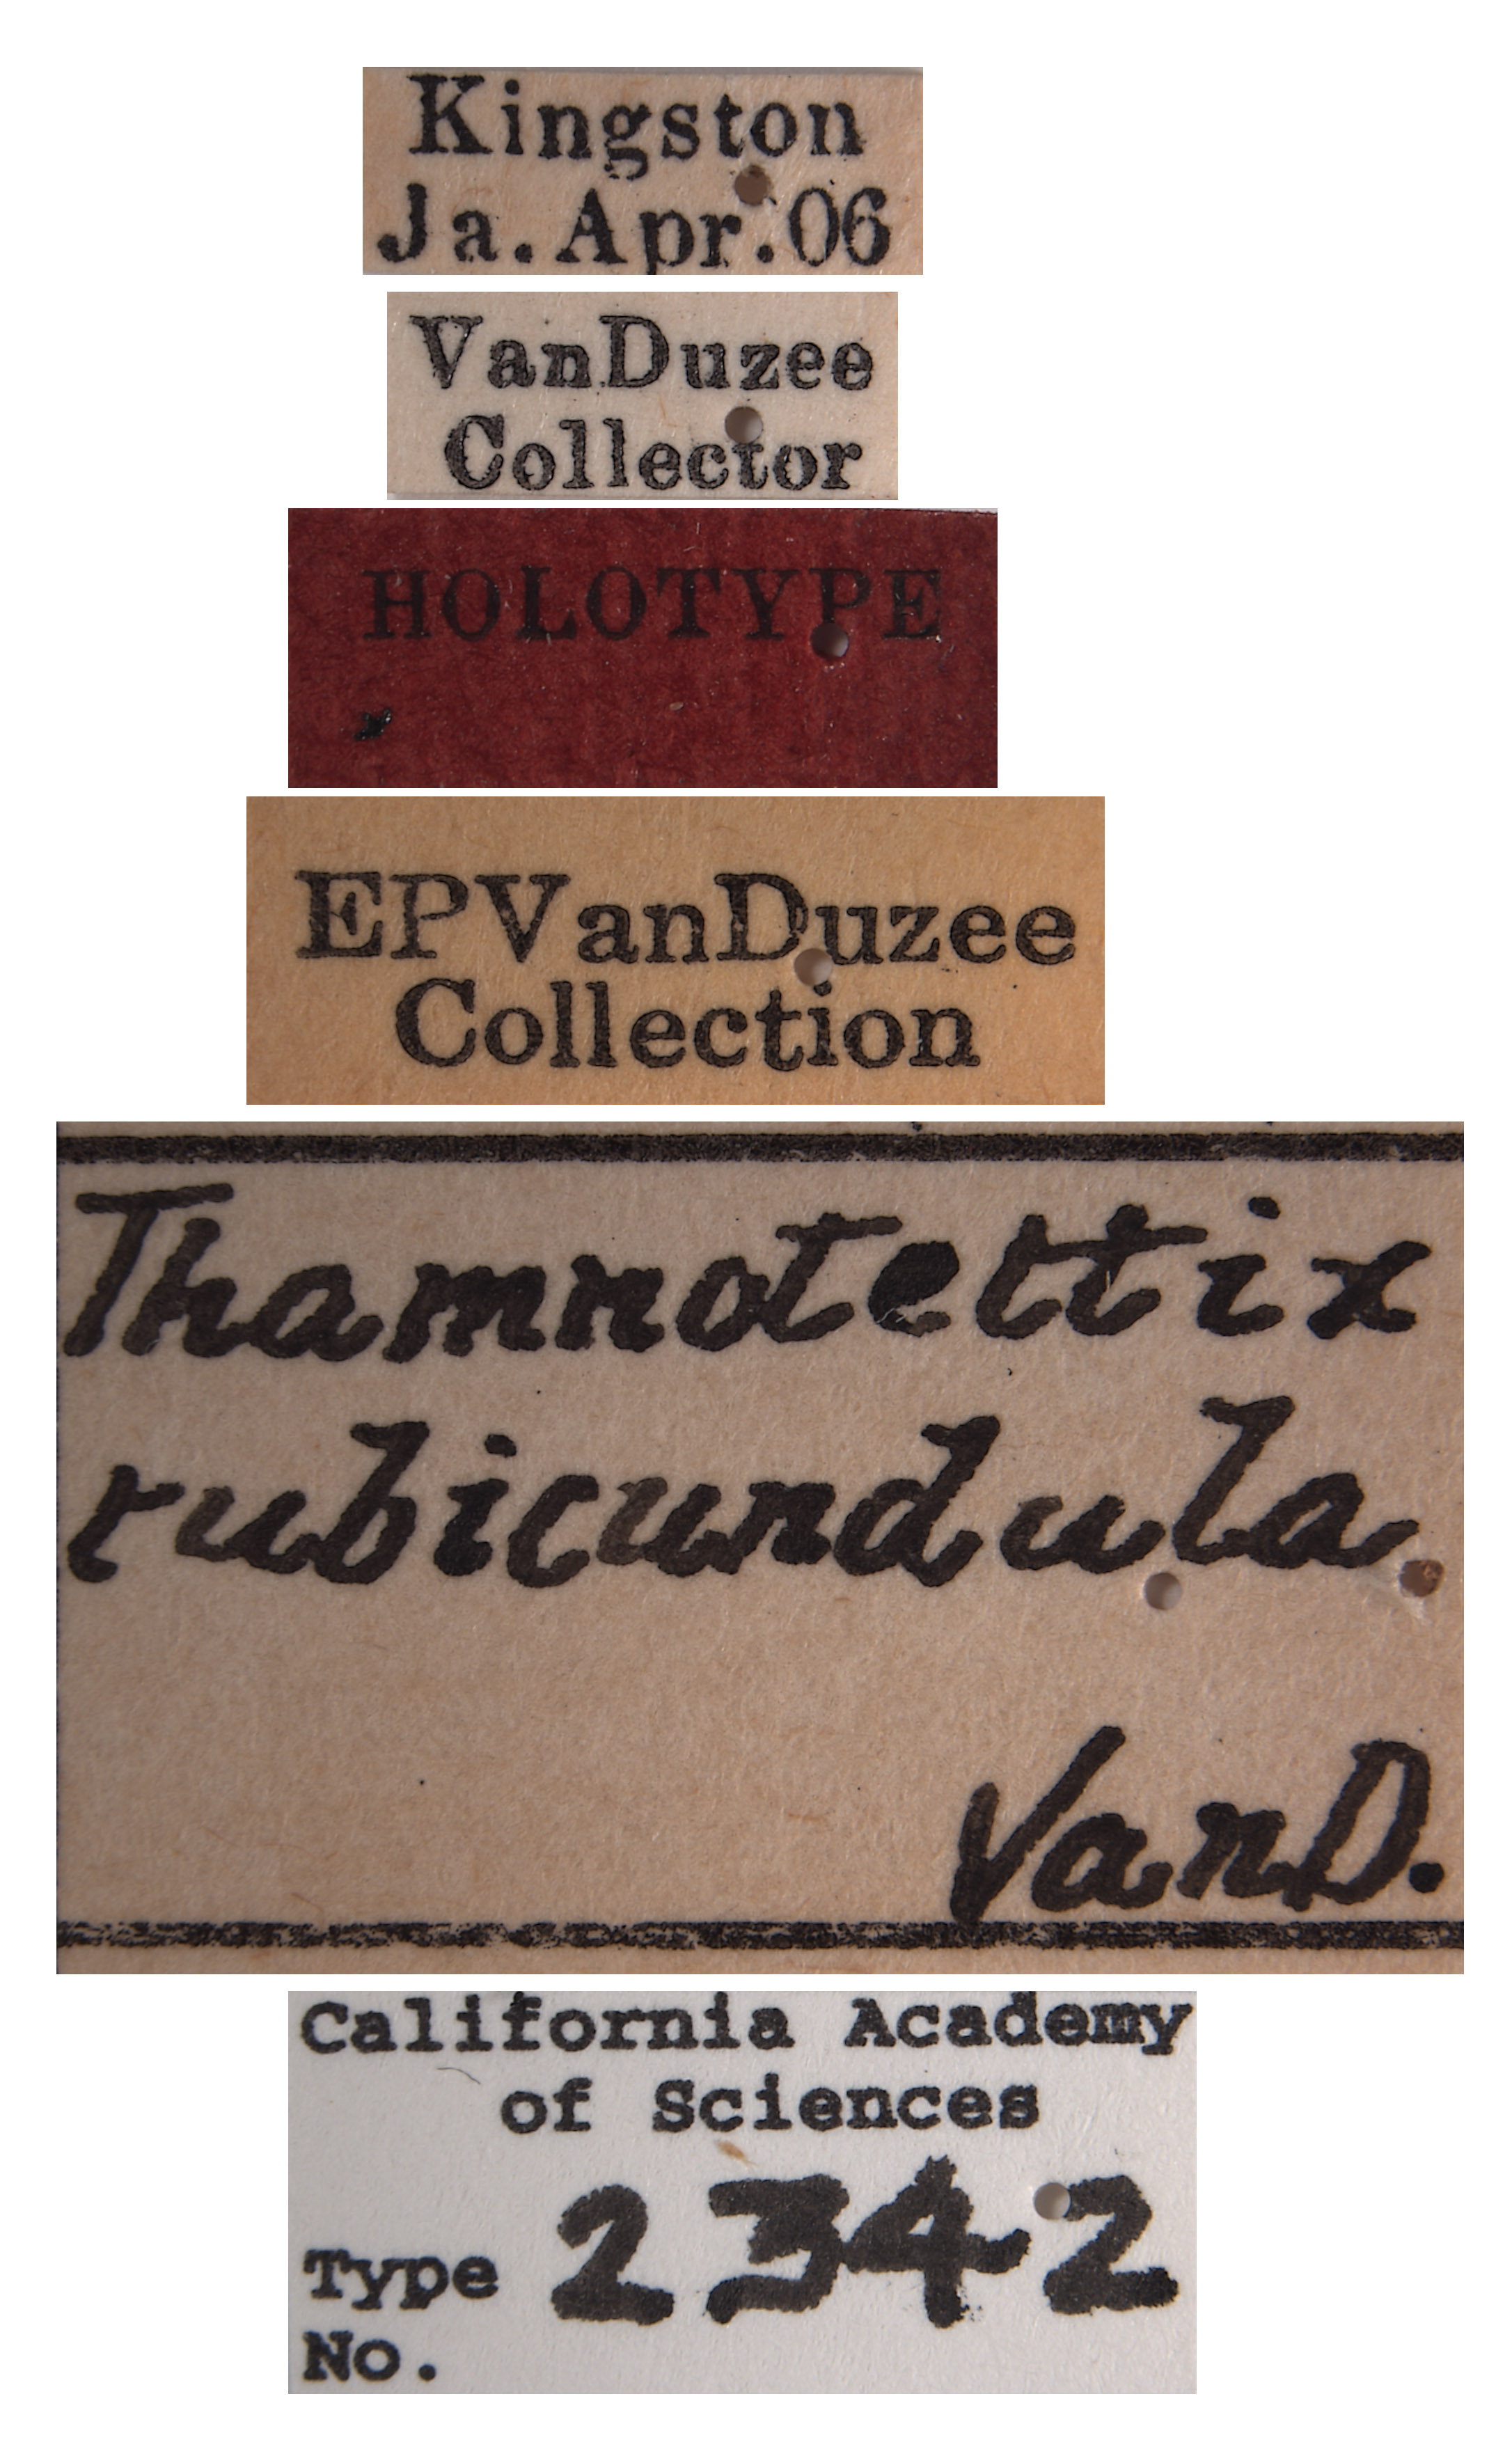 Kingston
Ja. Apr. 06
VanDuzee
Collector
HOLOTYPE
EPVanDuzee
Collection
Thamnotettix
rubicundula
VanD.
California Academy
of Sciences
Type 2342
No.